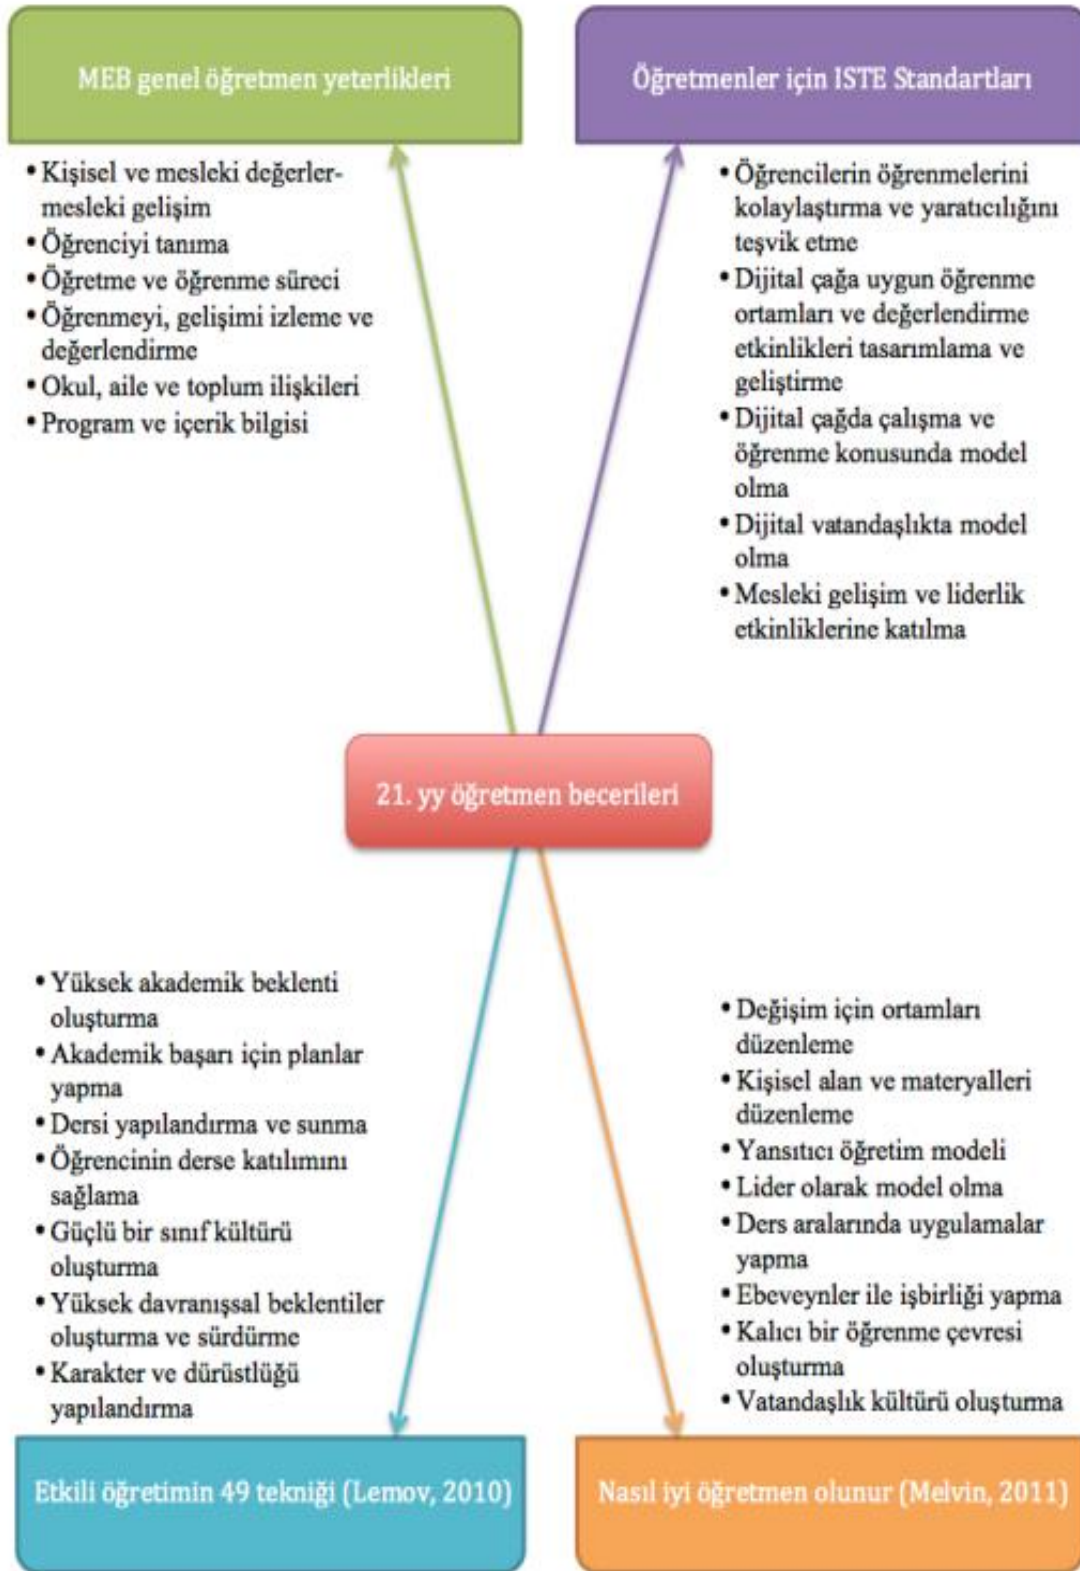 MEB genel öğretmen yeterlikleri
• Kişisel ve mesleki değerler-
mesleki gelişim
• Öğrenciyi tanıma
• Öğretme ve öğrenme süreci
• Öğrenmeyi, gelişimi izleme ve
değerlendirme
• Okul, aile ve toplum ilişkileri
• Program ve içerik bilgisi
Öğretmenler için ISTE Standartları
• Öğrencilerin öğrenmelerini
kolaylaştırma ve yaratıcılığını
teşvik etme
• Dijital çağa uygun öğrenme
ortamları ve değerlendirme
etkinlikleri tasarımlama ve
geliştirme
• Dijital çağda çalışma ve
öğrenme konusunda model
olma
• Dijital vatandaşlıkta model
olma
• Mesleki gelişim ve liderlik
etkinliklerine katılma
21. yy öğretmen becerileri
• Yüksek akademik beklenti
oluşturma
• Akademik başarı için planlar
yapma
• Dersi yapılandırma ve sunma
• Öğrencinin derse katılımını
sağlama
• Güçlü bir sınıf kültürü
oluşturma
• Yüksek davranışsal beklentiler
oluşturma ve sürdürme
• Karakter ve dürüstlüğü
yapılandırma
Etkili öğretimin 49 tekniği (Lemov, 2010)
• Değişim için ortamları
düzenleme
• Kişisel alan ve materyalleri
düzenleme
• Yansıtıcı öğretim modeli
• Lider olarak model olma
• Ders aralarında uygulamalar
yapma
• Ebeveynler ile işbirliği yapma
• Kalıcı bir öğrenme çevresi
oluşturma
• Vatandaşlık kültürü oluşturma
Nasıl iyi öğretmen olunur (Melvin, 2011)